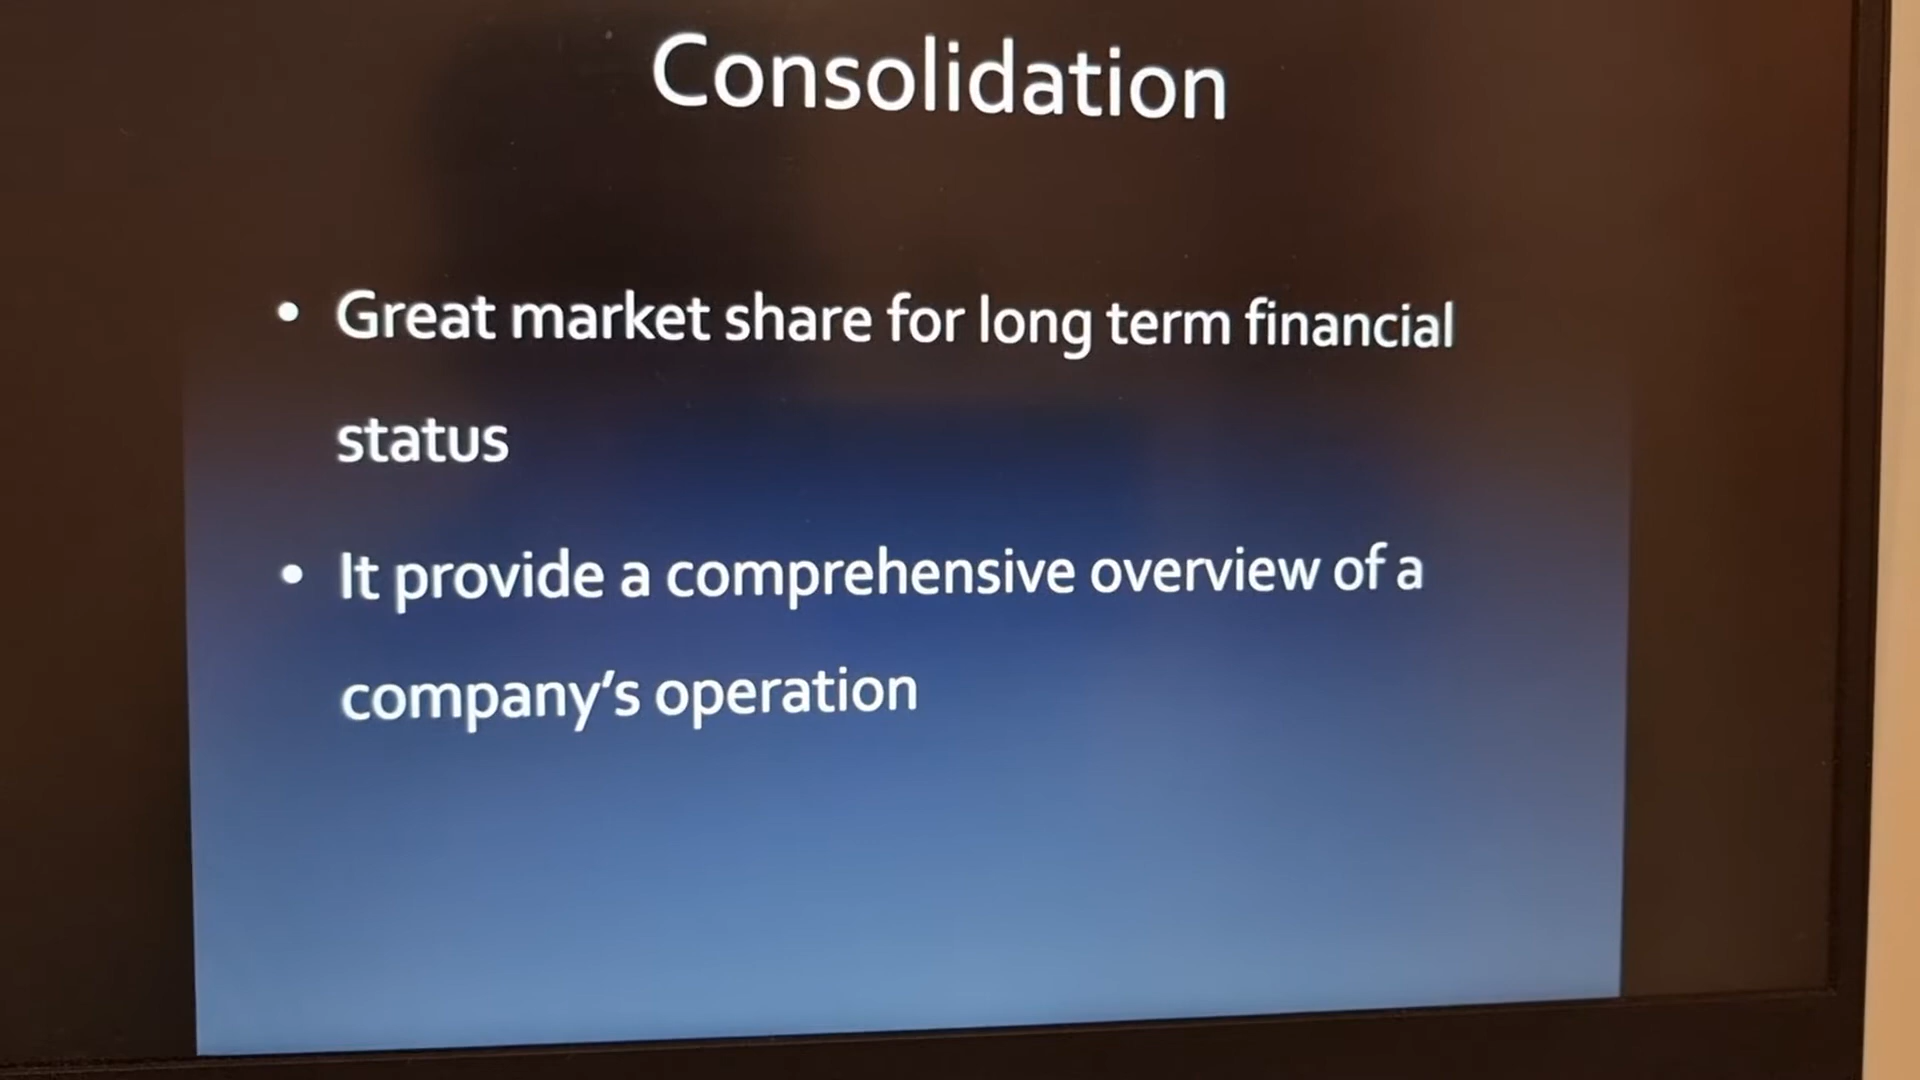 Consolidation
• Great market share for long term financial
status
• It provide a comprehensive overview of a
company's operation